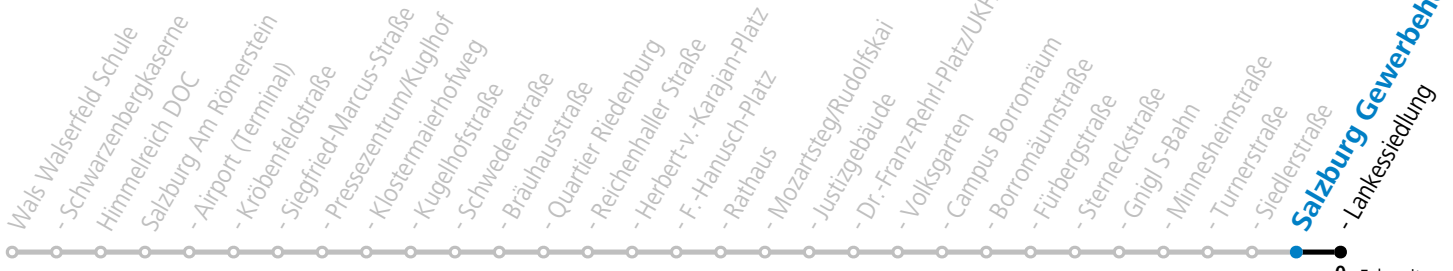 Wals Walserfeld Schule
- Schwarzenbergkaserne
Himmelreich DOC
Salzburg Am Römerstein
- Airport (Terminal)
- Kröbenfeldstraße
- Siegfried-Marcus-Straße
- Pressezentrum/Kuglhof
- Klostermaierhofweg
- Kugelhofstraße
- Schwedenstraße
- Bräuhausstraße
- Quartier Riedenburg
- Reichenhaller Straße
- Herbert-v.-Karajan-Platz
- F.-Hanusch-Platz
- Rathaus
- Mozartsteg/Rudolfskai
- Justizgebäude
- Dr.-Franz-Rehrl-Platz/UKH
- Volksgarten
- Campus Borromäum
- Borromäumstraße
- Fürbergstraße
- Sterneckstraße
- Gnigl S-Bahn
- Minnesheimstraße
- Turnerstraße
- Siedlerstraße
Salzburg
- Lankessiedlung